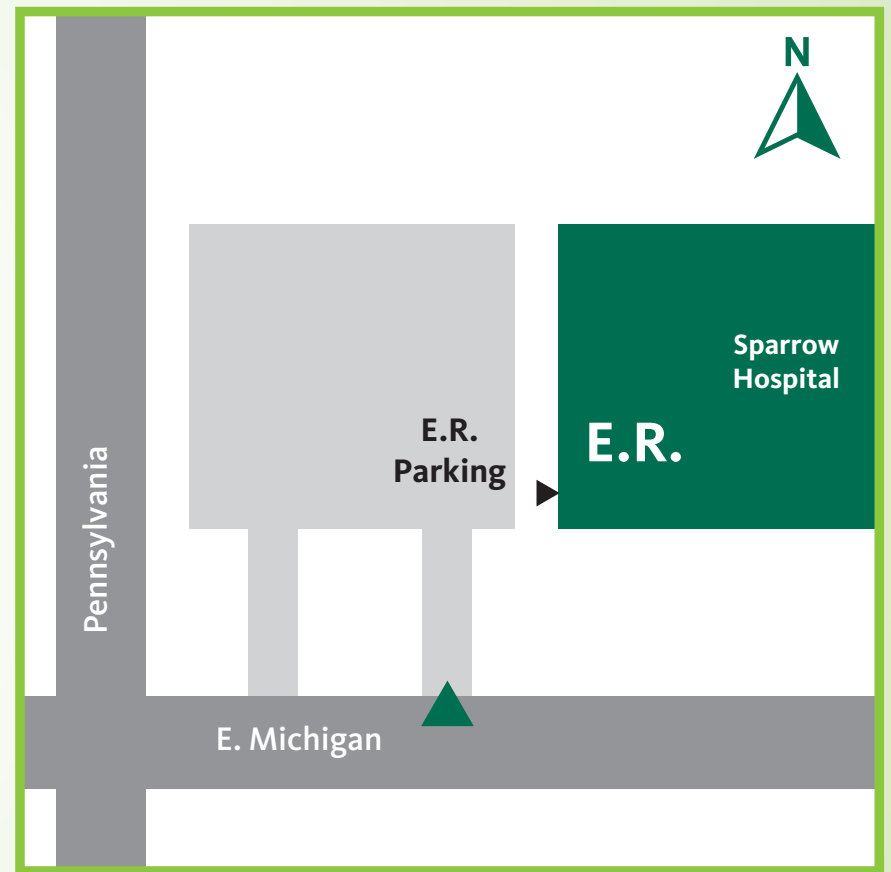 N
Sparrow
Hospital
E.R.
Parking
E.R.
Pennsylvania
E. Michigan